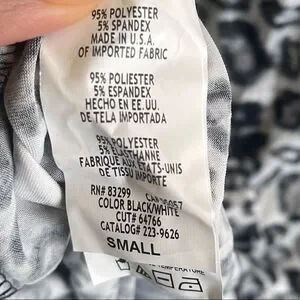 95% POLYESTER
5% SPANDEX
MADE IN U.S.A.
OF IMPORTED FABRIC
95% POLIESTER
5% ESPANDEX
HECHO EN EE.UU.
DE TELA IMPORTADA
95% POLYESTER
5% ELASTHANNE
FABRIQUE AUX ETATS-UNIS
DE TISSU IMPORTE
RN# 83299
COLOR BLACK/WHITE
CUT# 64766
CATALOG# 223-9626
SMALL
TEMPERATURE